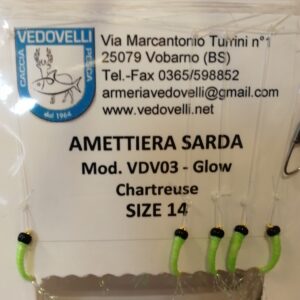 VEDOVELLI
CACCIA
PESCA
dal 1964
Via Marcantonio Turrini n°1
25079 Vobarno (BS)
Tel.-Fax 0365/598852
armeriavedovelli@gmail.com
www.vedovelli.net
AMETTIERA SARDA
Mod. VDV03 - Glow
Chartreuse
SIZE 14